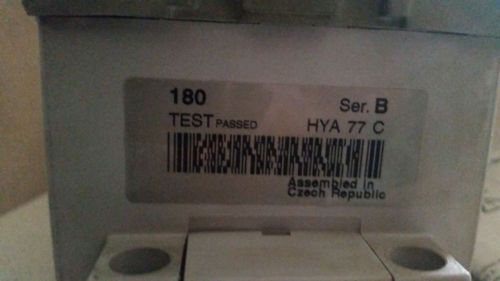 180 Ser. B
TEST PASSED HYA 77 C
Assembled in
Czech Republic